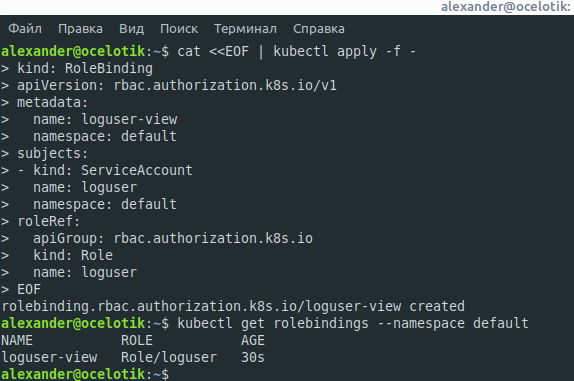 alexander@ocelotik:
Файл Правка Вид Поиск Терминал Справка
alexander@ocelotik:~$ cat <<EOF | kubectl apply -f -
> kind: RoleBinding
> apiVersion: rbac.authorization.k8s.io/v1
> metadata:
>   name: loguser-view
>   namespace: default
> subjects:
> - kind: ServiceAccount
>   name: loguser
>   namespace: default
> roleRef:
>   apiGroup: rbac.authorization.k8s.io
>   kind: Role
>   name: loguser
> EOF
rolebinding.rbac.authorization.k8s.io/loguser-view created
alexander@ocelotik:~$ kubectl get rolebindings --namespace default
NAME           ROLE           AGE
loguser-view   Role/loguser   30s
alexander@ocelotik:~$